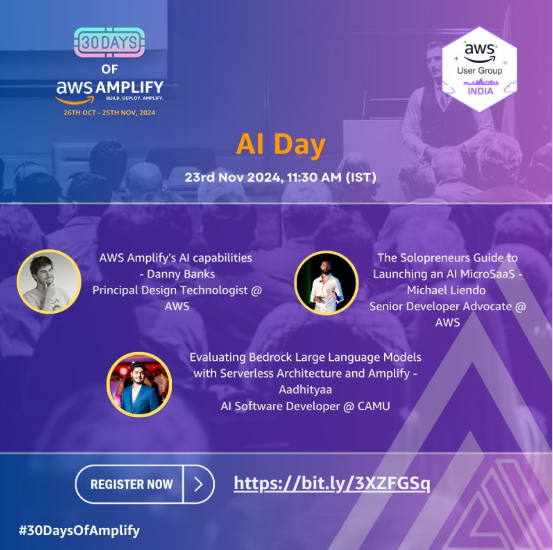 30 DAYS
OF
aws AMPLIFY
BUILD. DEPLOY. AMPLIFY.
26TH OCT - 25TH NOV, 2024
aws
User Group
INDIA
AI Day
23rd Nov 2024, 11:30 AM (IST)
AWS Amplify's AI capabilities
- Danny Banks
Principal Design Technologist @
AWS
The Solopreneurs Guide to
Launching an AI MicroSaaS -
Michael Liendo
Senior Developer Advocate @
AWS
Evaluating Bedrock Large Language Models
with Serverless Architecture and Amplify -
Aadhityaa
AI Software Developer @ CAMU
REGISTER NOW
https://bit.ly/3XZFGSq
#30DaysOfAmplify